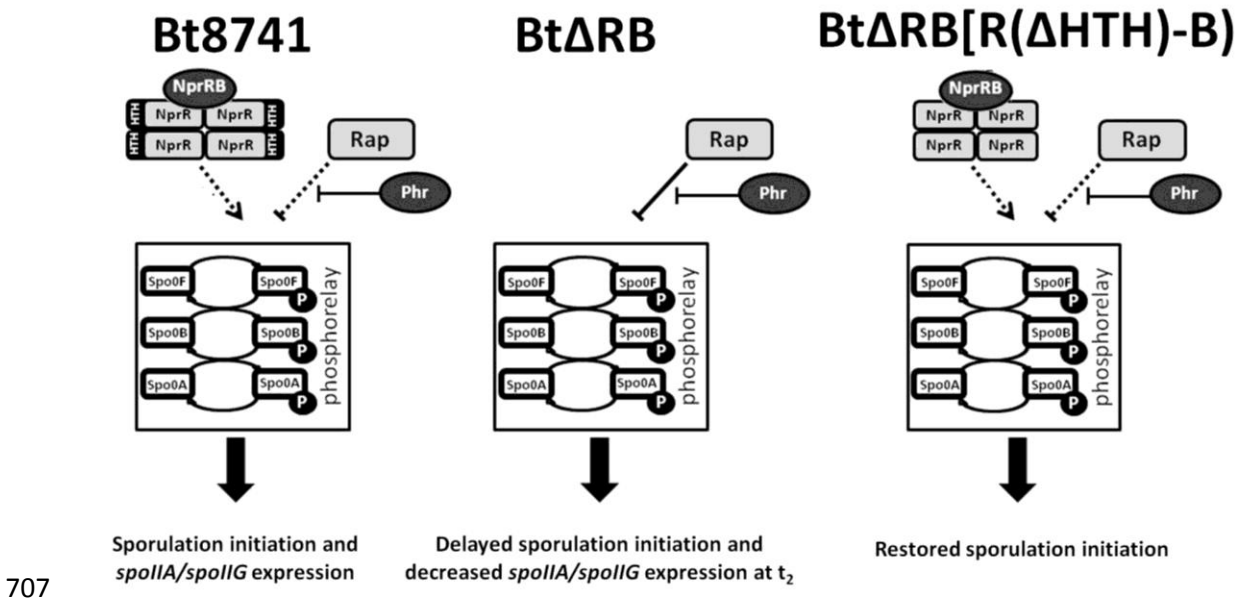 Bt8741
NprRB
HTH NprR NprR HTH
HTH NprR NprR HTH
Rap
Phr
Spo0F Spo0F
P
Spo0B Spo0B
P
Spo0A Spo0A
P
phosphorelay
Sporulation initiation and
spoIIA/spoIIG expression
BtΔRB
Rap
Phr
Spo0F Spo0F
P
Spo0B Spo0B
P
Spo0A Spo0A
P
phosphorelay
Delayed sporulation initiation and
decreased spoIIA/spoIIG expression at t₂
BtΔRB[R(ΔHTH)-B)
NprRB
NprR NprR
NprR NprR
Rap
Phr
Spo0F Spo0F
P
Spo0B Spo0B
P
Spo0A Spo0A
P
phosphorelay
Restored sporulation initiation
707